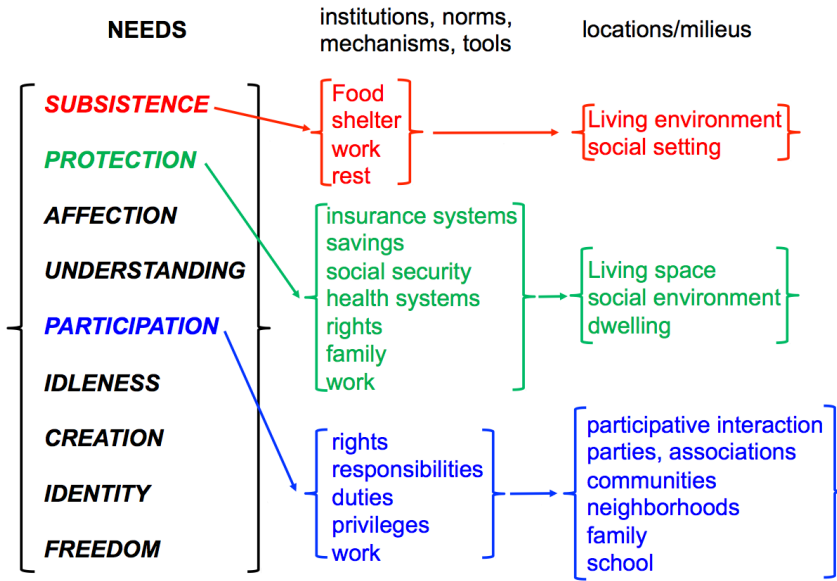 NEEDS
institutions, norms,
mechanisms, tools
locations/milieus
SUBSISTENCE
PROTECTION
AFFECTION
UNDERSTANDING
PARTICIPATION
IDLENESS
CREATION
IDENTITY
FREEDOM
Food
shelter
work
rest
Living environment
social setting
insurance systems
savings
social security
health systems
rights
family
work
Living space
social environment
dwelling
rights
responsibilities
duties
privileges
work
participative interaction
parties, associations
communities
neighborhoods
family
school